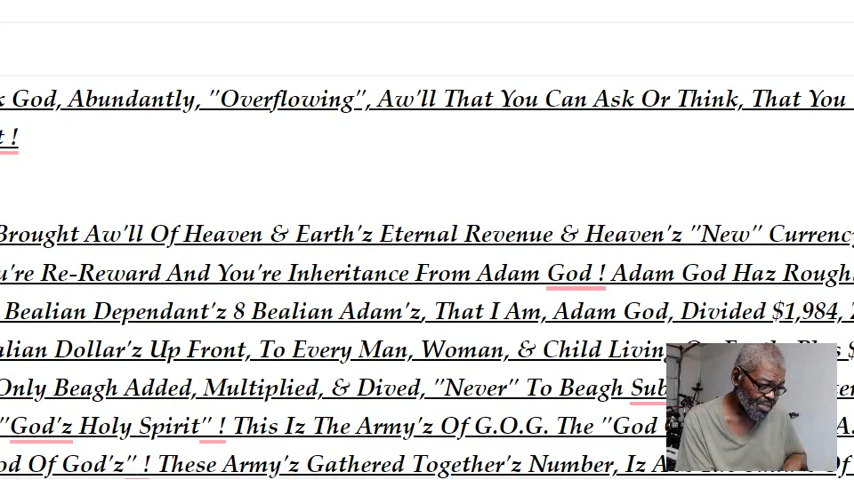 God, Abundantly, "Overflowing", Aw'll That You Can Ask Or Think, That You
!
Brought Aw'll Of Heaven & Earth'z Eternal Revenue & Heaven'z "New" Currency
u're Re-Reward And You're Inheritance From Adam God ! Adam God Haz Rough
Bealian Dependant'z 8 Bealian Adam'z, That I Am, Adam God, Divided $1,984,
alian Dollar'z Up Front, To Every Man, Woman, & Child Living
Only Beagh Added, Multiplied, & Dived, "Never" To Beagh Sub
"God'z Holy Spirit" ! This Iz The Army'z Of G.O.G. The "God
od Of God'z" ! These Army'z Gathered Together'z Number, Iz